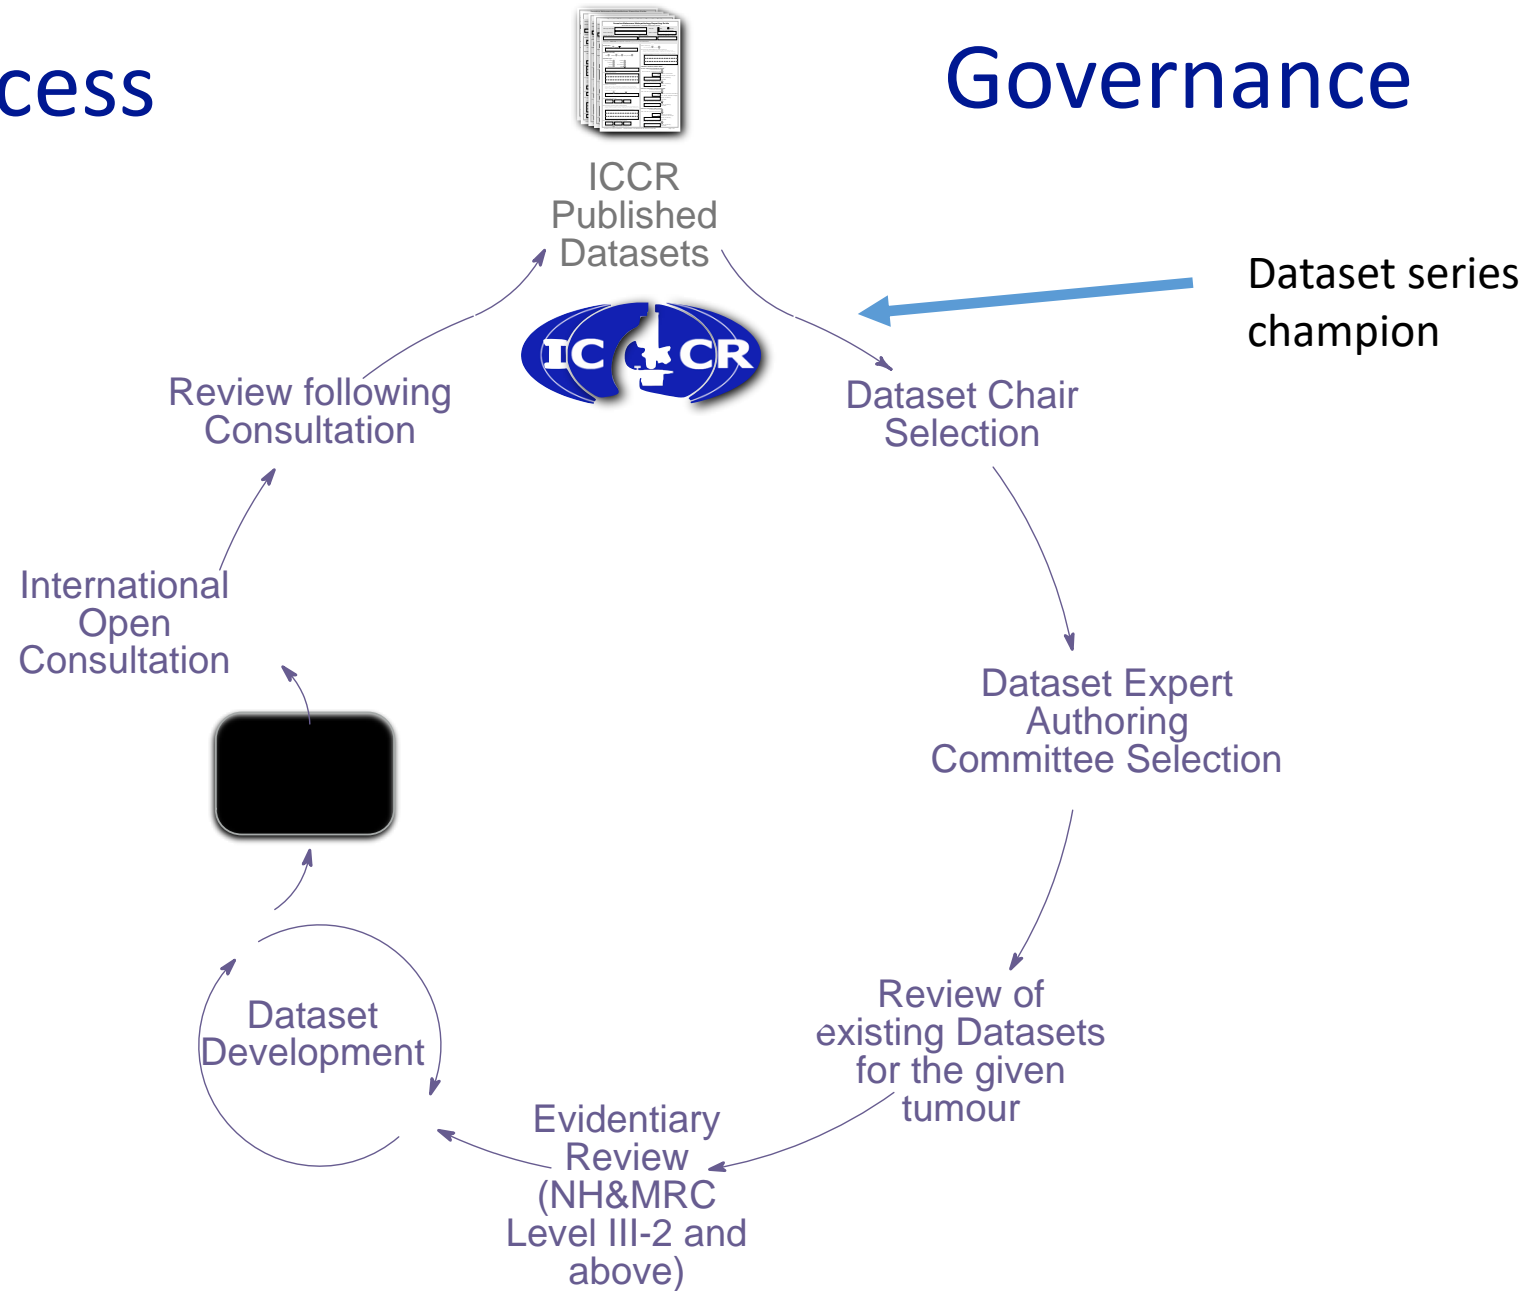 cess
Governance
ICCR
Published
Datasets
Dataset series
champion
IC CR
Dataset Chair
Selection
Dataset Expert
Authoring
Committee Selection
Review of
existing Datasets
for the given
tumour
Evidentiary
Review
(NH&MRC
Level III-2 and
above)
Dataset
Development
International
Open
Consultation
Review following
Consultation